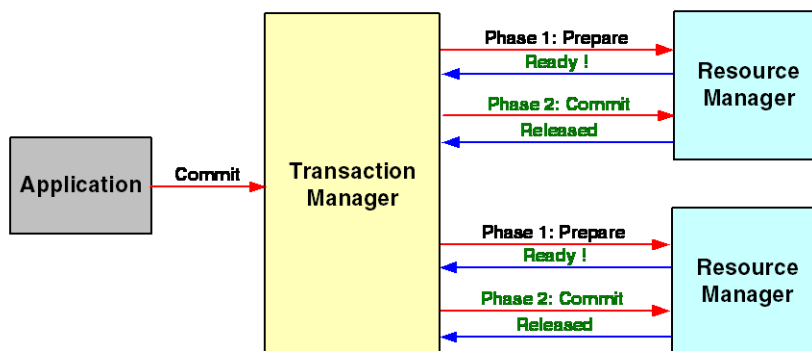 Phase 1: Prepare
Ready !
Resource
Manager
Phase 2: Commit
Released
Application
Commit
Transaction
Manager
Phase 1: Prepare
Ready !
Resource
Manager
Phase 2: Commit
Released